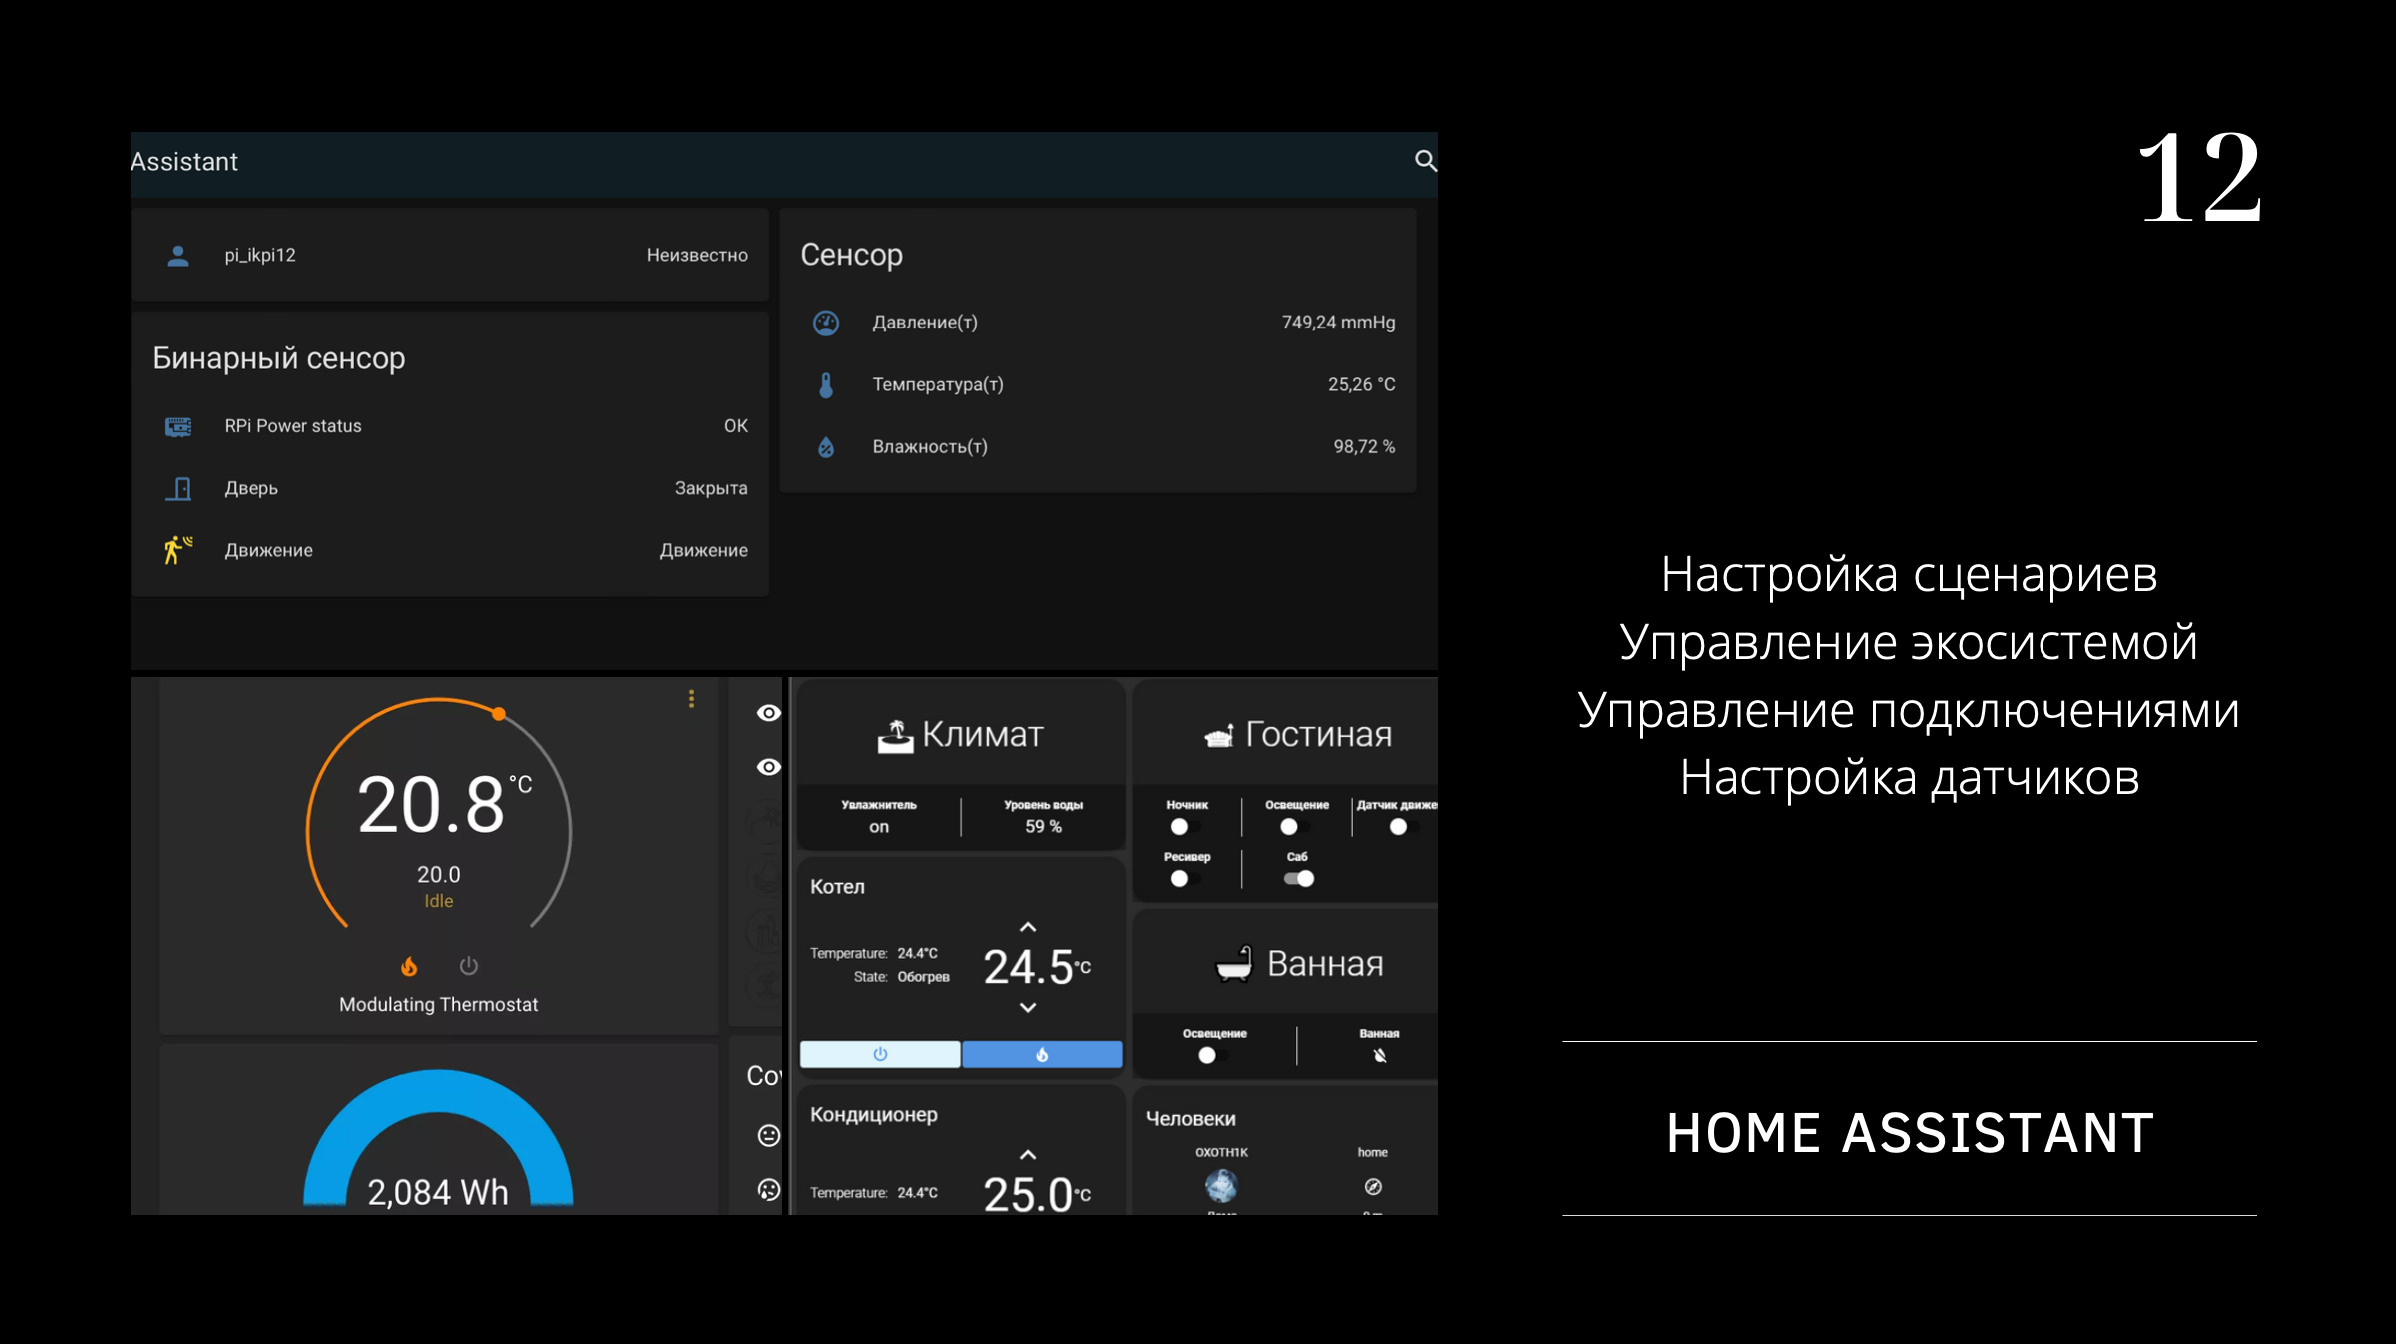 Assistant
pi_ikpi12 Неизвестно
Бинарный сенсор
RPi Power status ОК
Дверь Закрыта
Движение Движение
Сенсор
Давление(т) 749,24 mmHg
Температура(т) 25,26 °C
Влажность(т) 98,72 %
20.8 °C
20.0
Idle
Modulating Thermostat
2,084 Wh
Климат
Увлажнитель Уровень воды
on 59 %
Котел
Temperature: 24.4°C
State: Обогрев
24.5 °C
Кондиционер
Temperature: 24.4°C
25.0 °C
Гостиная
Ночник Освещение Датчик движе
Ресивер Саб
Ванная
Освещение Ванная
Человеки
OXOTH1K home
12
Настройка сценариев
Управление экосистемой
Управление подключениями
Настройка датчиков
HOME ASSISTANT